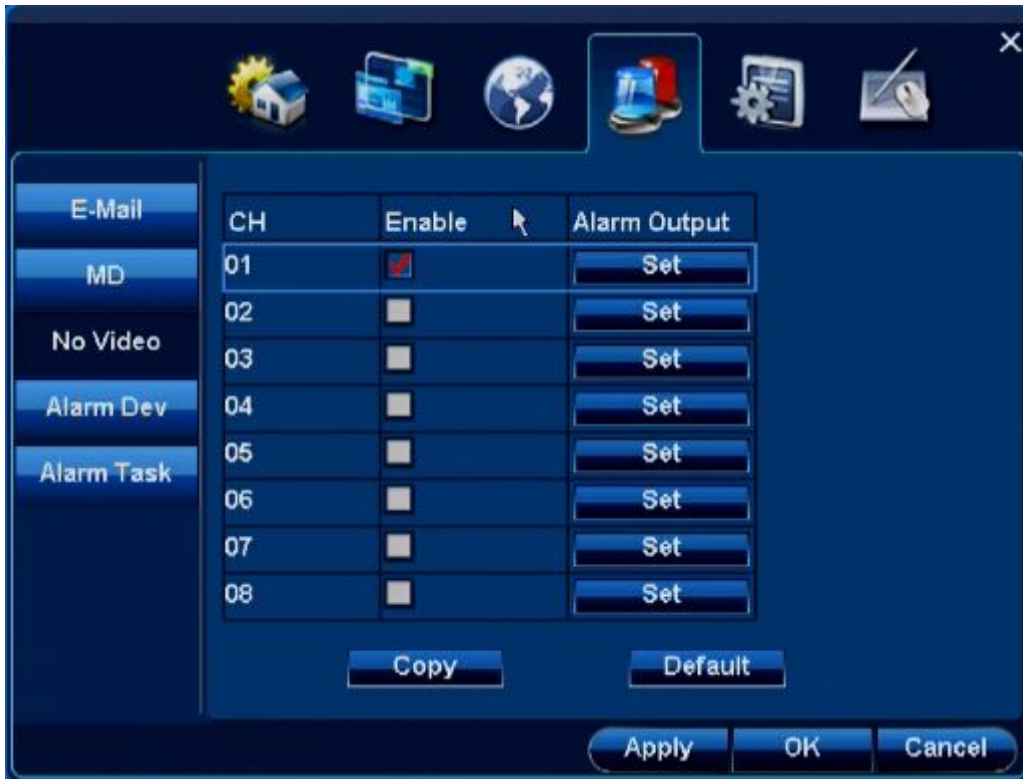 E-Mail
MD
No Video
Alarm Dev
Alarm Task
CH Enable Alarm Output
01 Set
02 Set
03 Set
04 Set
05 Set
06 Set
07 Set
08 Set
Copy Default
Apply OK Cancel